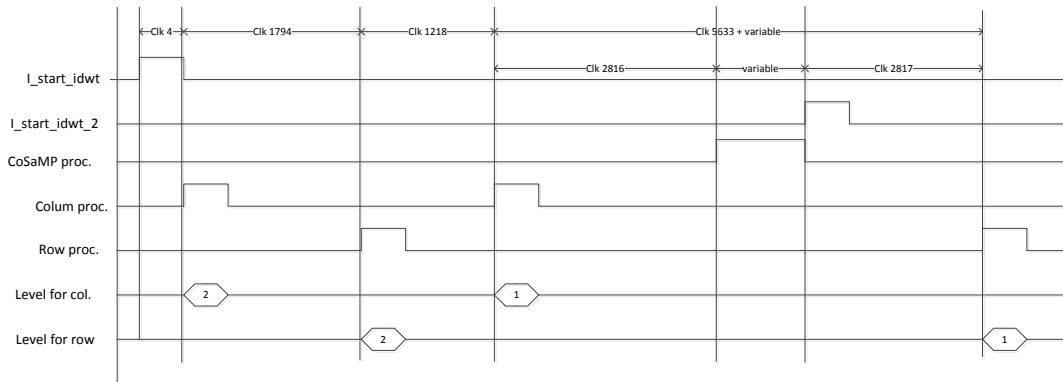 Clk 4
Clk 1794
Clk 1218
Clk 5633 + variable
I_start_idwt
Clk 2816
variable
Clk 2817
I_start_idwt_2
CoSaMP proc.
Colum proc.
Row proc.
Level for col.
2
1
Level for row
2
1